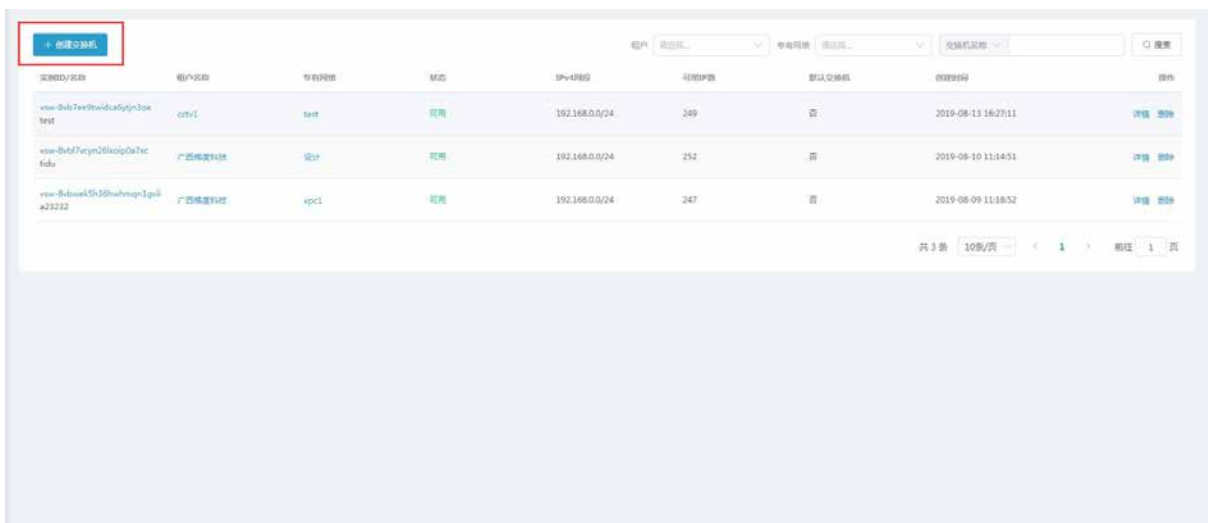 + 创建交换机
租户 请选择... 专有网络 请选择... 交换机名称 搜索
实例ID/名称 租户名称 专有网络 状态 IPv4网段 可用IP数 默认交换机 创建时间 操作
cctv1 test 可用 192.168.0.0/24 249 否 2019-08-13 16:27:11 详情 删除
test
广西梯度科技 设计 可用 192.168.0.0/24 252 否 2019-08-10 11:14:51 详情 删除
tidu
广西梯度科技 vpc1 可用 192.168.0.0/24 247 否 2019-08-09 11:18:52 详情 删除
a23232
共 3 条 10条/页 1 前往 1 页